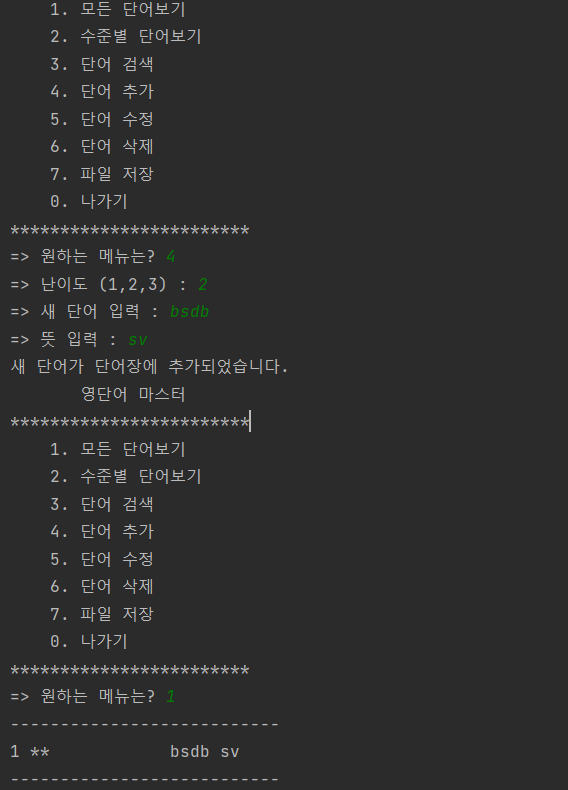 1. 모든 단어보기
2. 수준별 단어보기
3. 단어 검색
4. 단어 추가
5. 단어 수정
6. 단어 삭제
7. 파일 저장
0. 나가기
************************
=> 원하는 메뉴는? 4
=> 난이도 (1,2,3) : 2
=> 새 단어 입력 : bsdb
=> 뜻 입력 : sv
새 단어가 단어장에 추가되었습니다.
영단어 마스터
************************
1. 모든 단어보기
2. 수준별 단어보기
3. 단어 검색
4. 단어 추가
5. 단어 수정
6. 단어 삭제
7. 파일 저장
0. 나가기
************************
=> 원하는 메뉴는? 1
---------------------------
1 **            bsdb sv
---------------------------